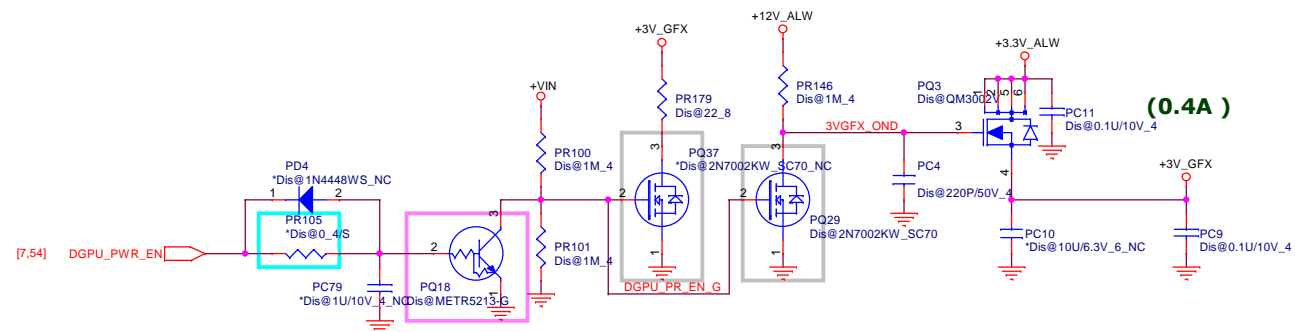 +12V_ALW
+3V_GFX
+3.3V_ALW
+VIN
PR179
Dis@22_8
PR146
Dis@1M_4
PQ3
Dis@QM3002V
1
2
5
6
PC11
Dis@0.1U/10V_4
(0.4A )
3VGFX_OND
3
4
PR100
Dis@1M_4
3
PQ37
*Dis@2N7002KW_SC70_NC
2
1
3
2
1
PQ29
Dis@2N7002KW_SC70
PC4
Dis@220P/50V_4
+3V_GFX
PD4
*Dis@1N4448WS_NC
1
2
PR105
*Dis@0_4/S
[7,54]
DGPU_PWR_EN
PC79
*Dis@1U/10V_4_NC
2
3
1
PQ18
Dis@METR5213-G
PR101
Dis@1M_4
DGPU_PR_EN_G
PC10
*Dis@10U/6.3V_6_NC
PC9
Dis@0.1U/10V_4